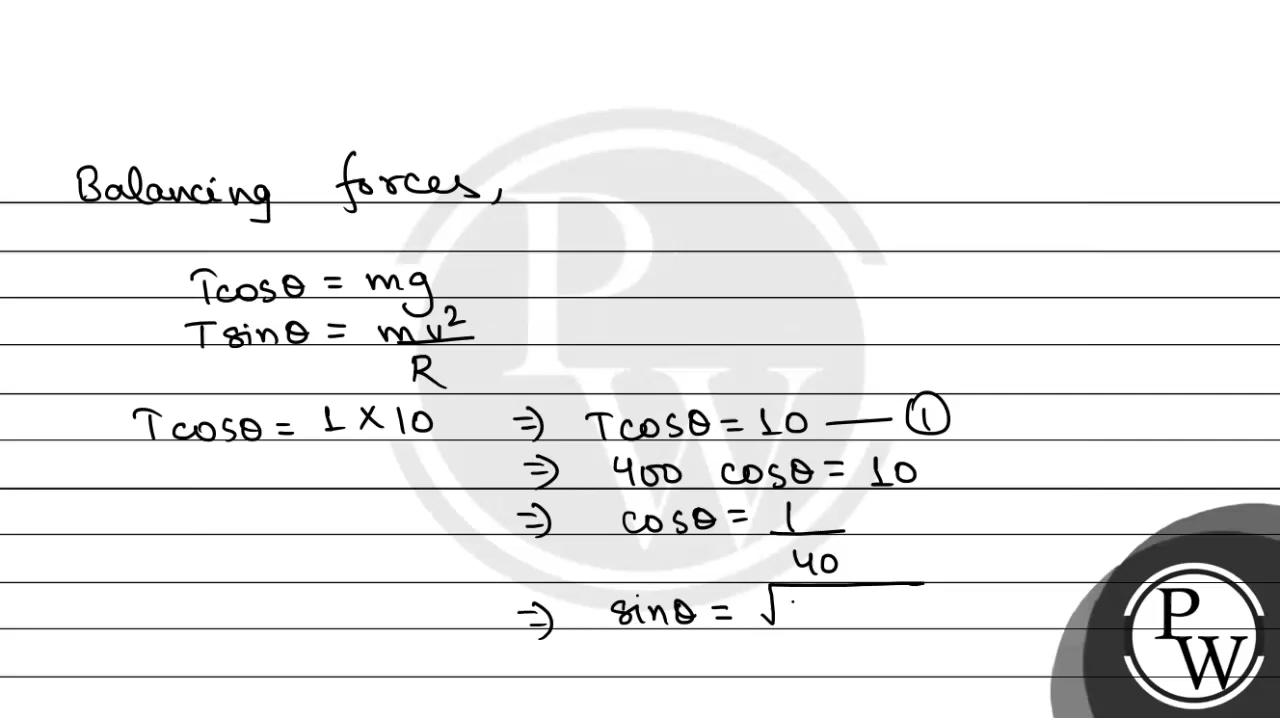 Balancing forces,
Tcosθ = mg
Tsinθ = mv²/R
Tcosθ = 1 × 10 ⇒ Tcosθ = 10 — ①
⇒ 400 cosθ = 10
⇒ cosθ = 1/40
⇒ sinθ = √
PW
PW